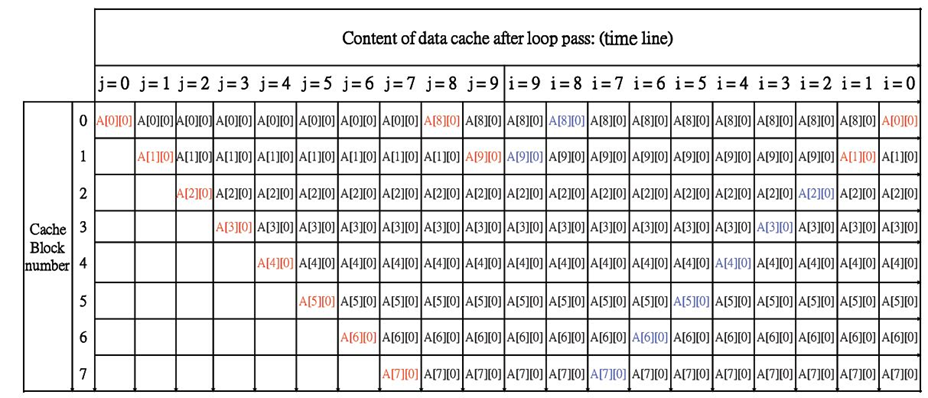 Content of data cache after loop pass: (time line)
j = 0 j = 1 j = 2 j = 3 j = 4 j = 5 j = 6 j = 7 j = 8 j = 9 i = 9 i = 8 i = 7 i = 6 i = 5 i = 4 i = 3 i = 2 i = 1 i = 0
0 A[0][0] A[0][0] A[0][0] A[0][0] A[0][0] A[0][0] A[0][0] A[0][0] A[8][0] A[8][0] A[8][0] A[8][0] A[8][0] A[8][0] A[8][0] A[8][0] A[8][0] A[8][0] A[8][0] A[0][0]
1 A[1][0] A[1][0] A[1][0] A[1][0] A[1][0] A[1][0] A[1][0] A[1][0] A[9][0] A[9][0] A[9][0] A[9][0] A[9][0] A[9][0] A[9][0] A[9][0] A[9][0] A[1][0] A[1][0]
2 A[2][0] A[2][0] A[2][0] A[2][0] A[2][0] A[2][0] A[2][0] A[2][0] A[2][0] A[2][0] A[2][0] A[2][0] A[2][0] A[2][0] A[2][0] A[2][0] A[2][0] A[2][0]
Cache
Block
number
3 A[3][0] A[3][0] A[3][0] A[3][0] A[3][0] A[3][0] A[3][0] A[3][0] A[3][0] A[3][0] A[3][0] A[3][0] A[3][0] A[3][0] A[3][0] A[3][0] A[3][0]
4 A[4][0] A[4][0] A[4][0] A[4][0] A[4][0] A[4][0] A[4][0] A[4][0] A[4][0] A[4][0] A[4][0] A[4][0] A[4][0] A[4][0] A[4][0] A[4][0]
5 A[5][0] A[5][0] A[5][0] A[5][0] A[5][0] A[5][0] A[5][0] A[5][0] A[5][0] A[5][0] A[5][0] A[5][0] A[5][0] A[5][0] A[5][0]
6 A[6][0] A[6][0] A[6][0] A[6][0] A[6][0] A[6][0] A[6][0] A[6][0] A[6][0] A[6][0] A[6][0] A[6][0] A[6][0] A[6][0]
7 A[7][0] A[7][0] A[7][0] A[7][0] A[7][0] A[7][0] A[7][0] A[7][0] A[7][0] A[7][0] A[7][0] A[7][0] A[7][0]